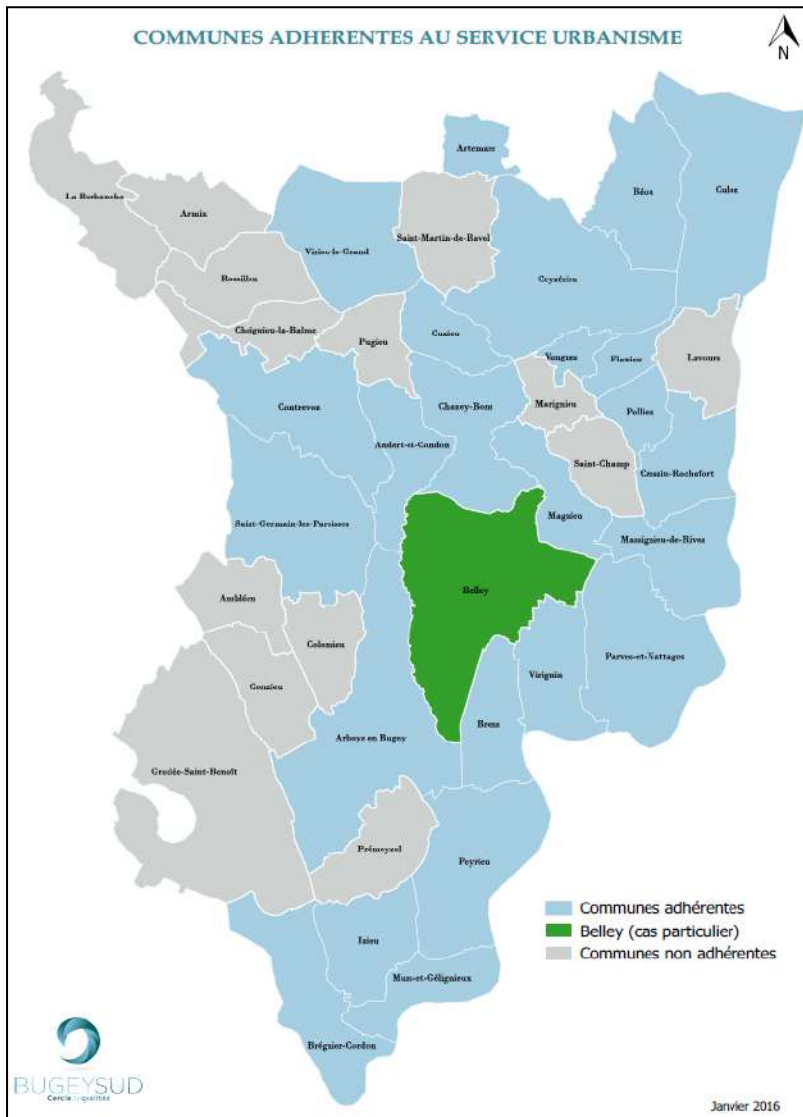 COMMUNES ADHERENTES AU SERVICE URBANISME
N
Artemare
Béon
Culoz
La Burbanche
Armix
Saint-Martin-de-Bavel
Virieu-le-Grand
Ceyzérieu
Rossillon
Cheignieu-la-Balme
Pugieu
Cuzieu
Vongnes
Flaxieu
Lavours
Contrevoz
Chazey-Bons
Marignieu
Pollieu
Andert-et-Condon
Saint-Champ
Cressin-Rochefort
Saint-Germain-les-Paroisses
Magnieu
Massignieu-de-Rives
Belley
Ambléon
Colomieu
Parves-et-Nattages
Virignin
Conzieu
Brens
Arboys en Bugey
Groslée-Saint-Benoît
Prémeyzel
Peyrieu
Izieu
Murs-et-Gélignieux
Brégnier-Cordon
Communes adhérentes
Belley (cas particulier)
Communes non adhérentes
BUGEYSUD
Janvier 2016